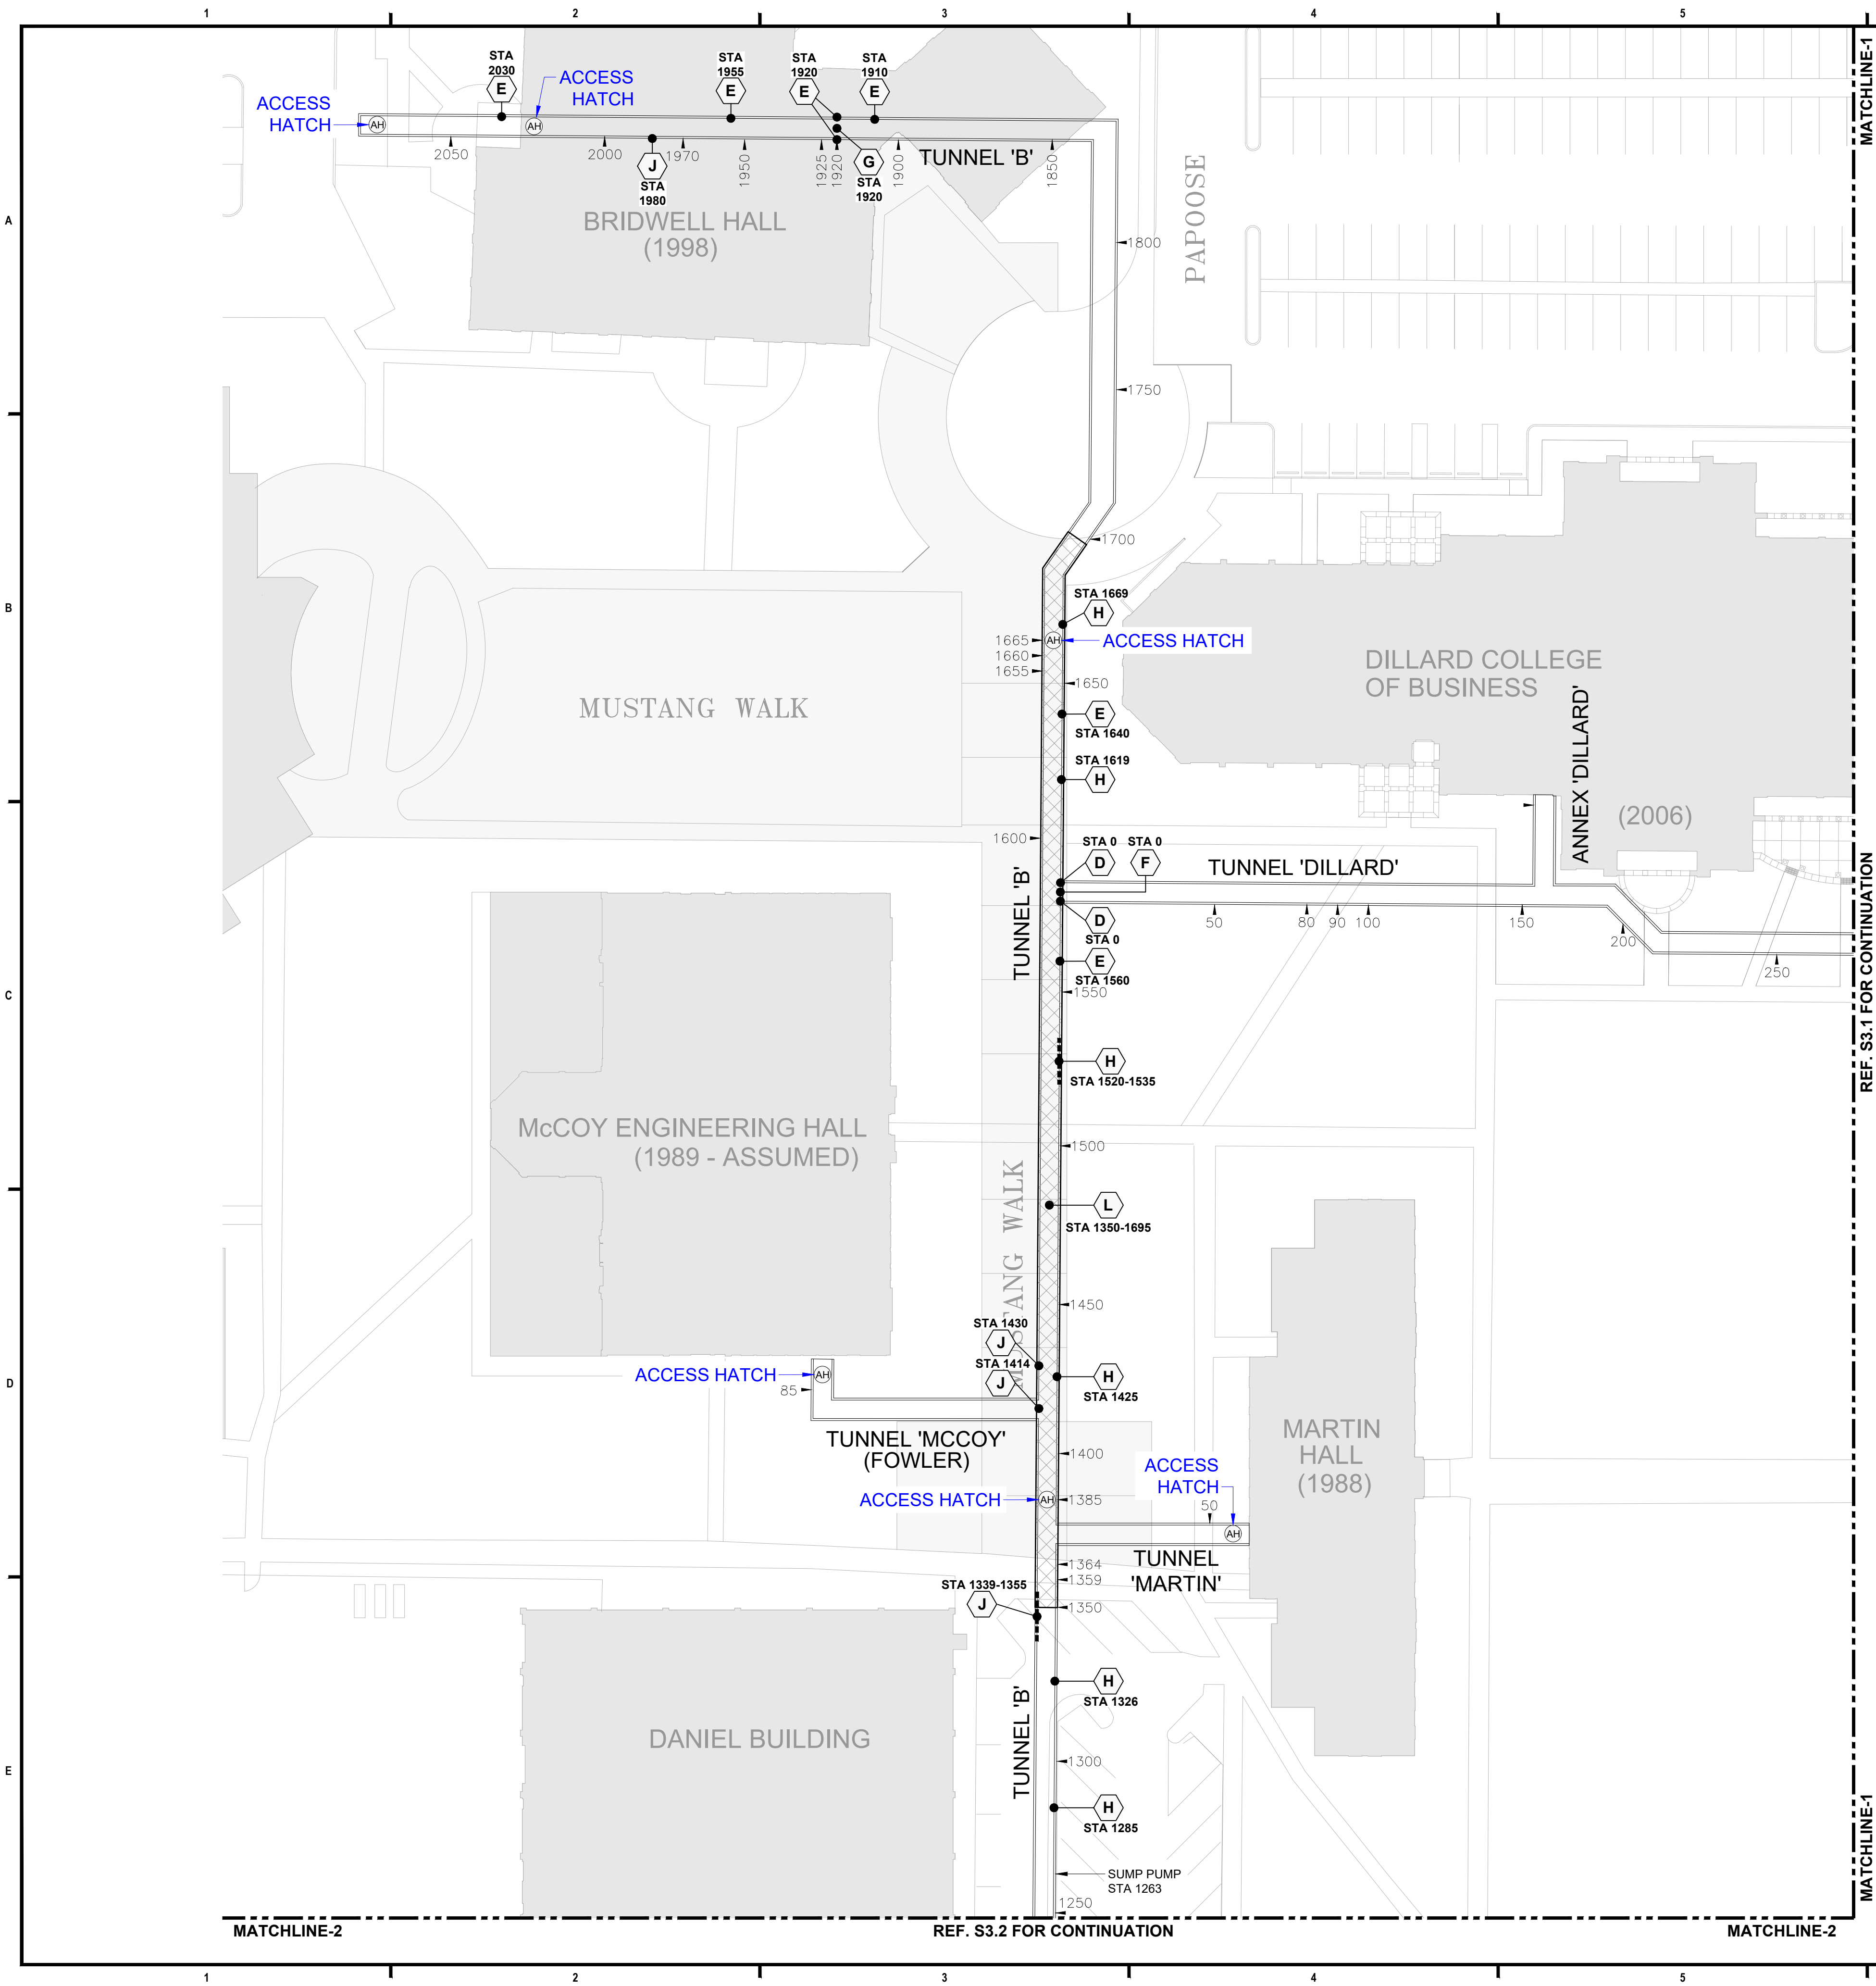 1 2 3 4 5
MATCHLINE-1
STA
2030
E
ACCESS
HATCH
ACCESS
HATCH
AH
AH
STA
1955
E
STA
1920
E
STA
1910
E
2050
2000
1970
1950
1925
1920
1900
1850
J
STA
1980
G
STA
1920
TUNNEL 'B'
A
BRIDWELL HALL
(1998)
PAPOOSE
1800
1750
1700
B
STA 1669
H
1665
AH
ACCESS HATCH
1660
1655
1650
DILLARD COLLEGE
OF BUSINESS
MUSTANG WALK
E
STA 1640
STA 1619
H
ANNEX 'DILLARD'
(2006)
1600
STA 0
D
STA 0
F
TUNNEL 'DILLARD'
TUNNEL 'B'
D
STA 0
50
80
90
100
150
200
250
E
STA 1560
C
1550
REF. S3.1 FOR CONTINUATION
H
STA 1520-1535
McCOY ENGINEERING HALL
(1989 - ASSUMED)
1500
MUSTANG WALK
L
STA 1350-1695
1450
STA 1430
J
STA 1414
J
D
ACCESS HATCH
AH
85
H
STA 1425
TUNNEL 'MCCOY'
(FOWLER)
MARTIN
HALL
(1988)
1400
ACCESS
HATCH
ACCESS HATCH
AH
1385
50
AH
TUNNEL
'MARTIN'
1364
1359
STA 1339-1355
J
1350
H
STA 1326
TUNNEL 'B'
DANIEL BUILDING
E
1300
H
STA 1285
SUMP PUMP
STA 1263
1250
MATCHLINE-1
MATCHLINE-2
REF. S3.2 FOR CONTINUATION
MATCHLINE-2
1 2 3 4 5